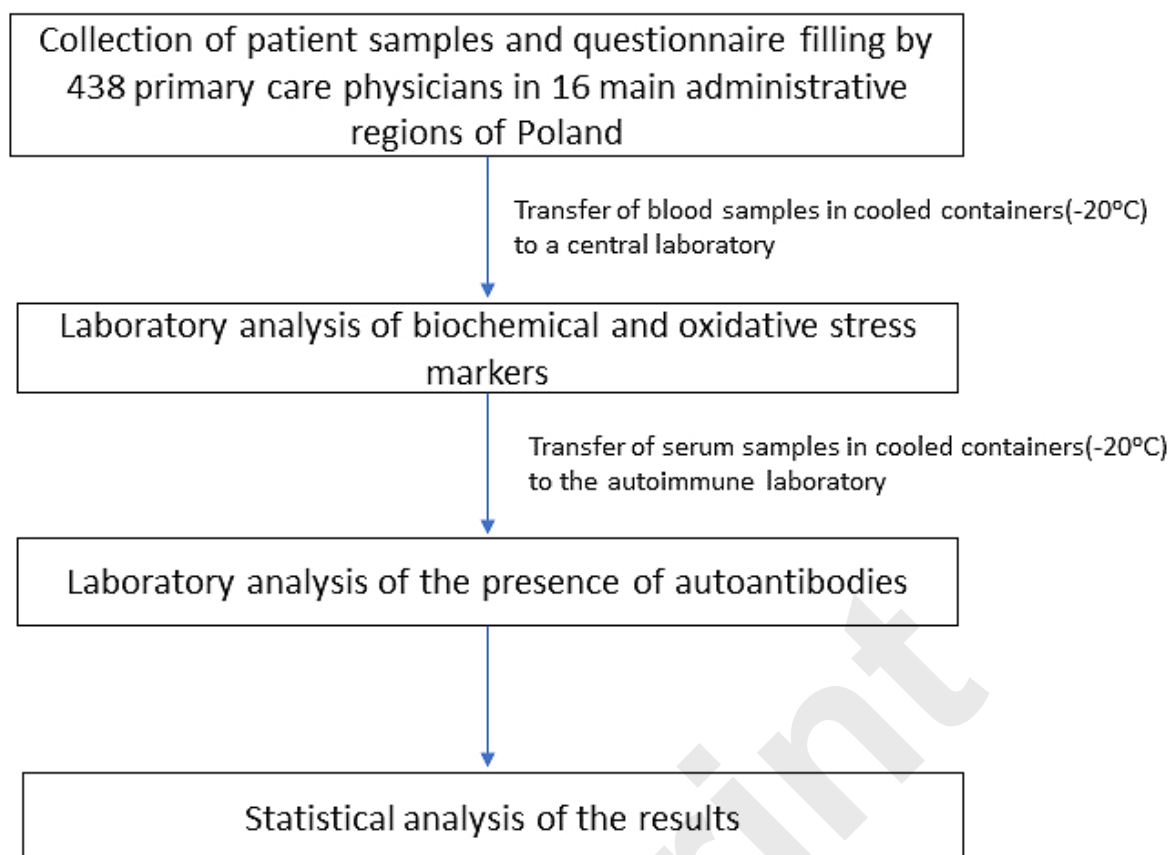 Collection of patient samples and questionnaire filling by
438 primary care physicians in 16 main administrative
regions of Poland
Transfer of blood samples in cooled containers(-20ºC)
to a central laboratory
Laboratory analysis of biochemical and oxidative stress
markers
Transfer of serum samples in cooled containers(-20ºC)
to the autoimmune laboratory
Laboratory analysis of the presence of autoantibodies
Statistical analysis of the results
rint